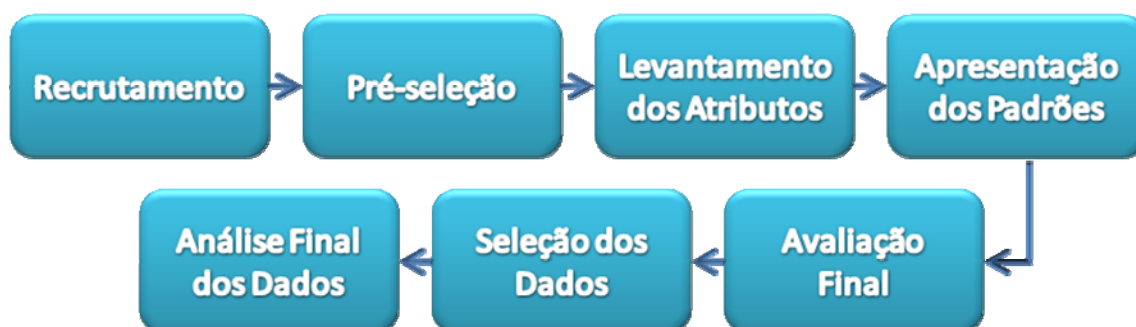 Recrutamento
Pré-seleção
Levantamento
dos Atributos
Apresentação
dos Padrões
Avaliação
Final
Seleção dos
Dados
Análise Final
dos Dados